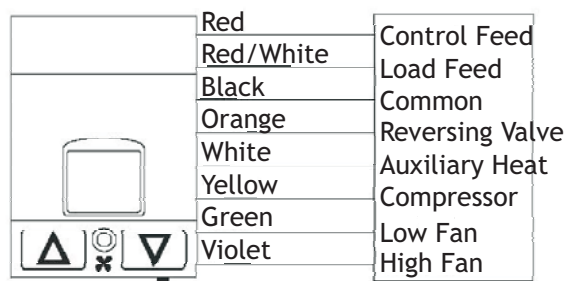 Red
Control Feed
Red/White
Load Feed
Black
Common
Orange
Reversing Valve
White
Auxiliary Heat
Yellow
Compressor
Green
Low Fan
Violet
High Fan